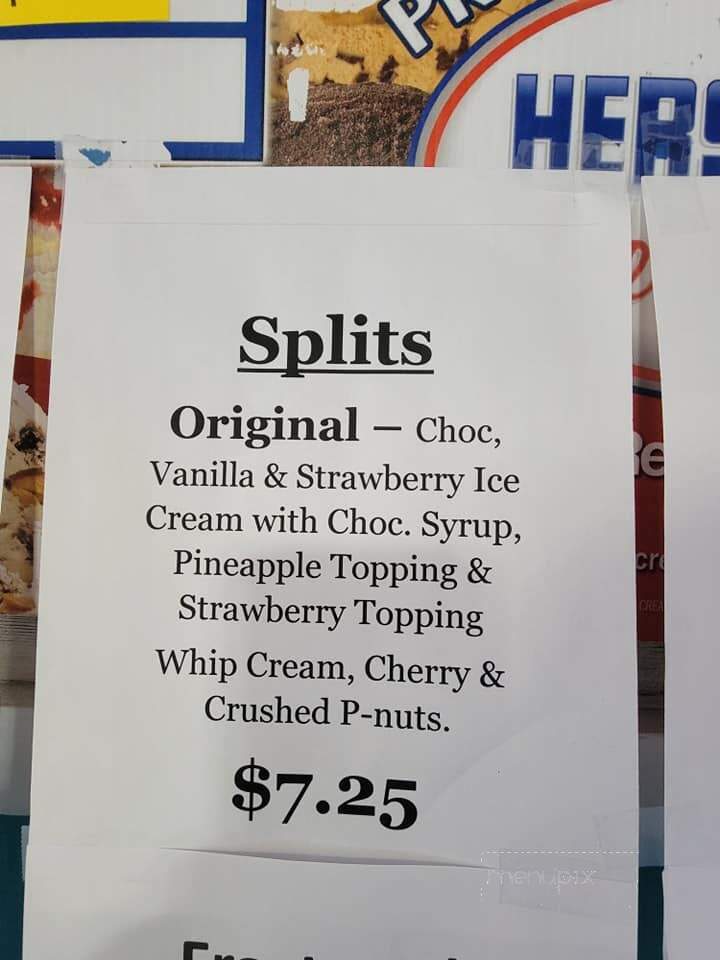 Splits
Original – Choc,
Vanilla & Strawberry Ice
Cream with Choc. Syrup,
Pineapple Topping &
Strawberry Topping
Whip Cream, Cherry &
Crushed P-nuts.
$7.25
menupix